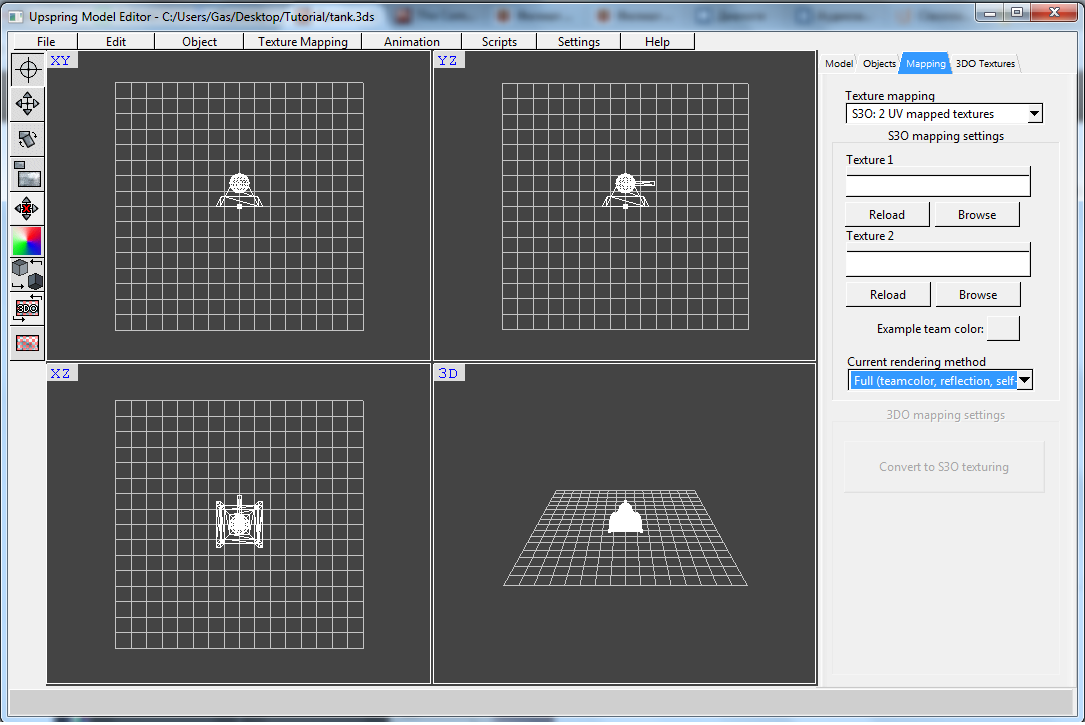 Upspring Model Editor - C:/Users/Gas/Desktop/Tutorial/tank.3ds
File Edit Object Texture Mapping Animation Scripts Settings Help
XY
YZ
XZ
3D
3DO
Model Objects Mapping 3DO Textures
Texture mapping
S3O: 2 UV mapped textures
S3O mapping settings
Texture 1
Reload Browse
Texture 2
Reload Browse
Example team color:
Current rendering method
Full (teamcolor, reflection, self-
3DO mapping settings
Convert to S3O texturing